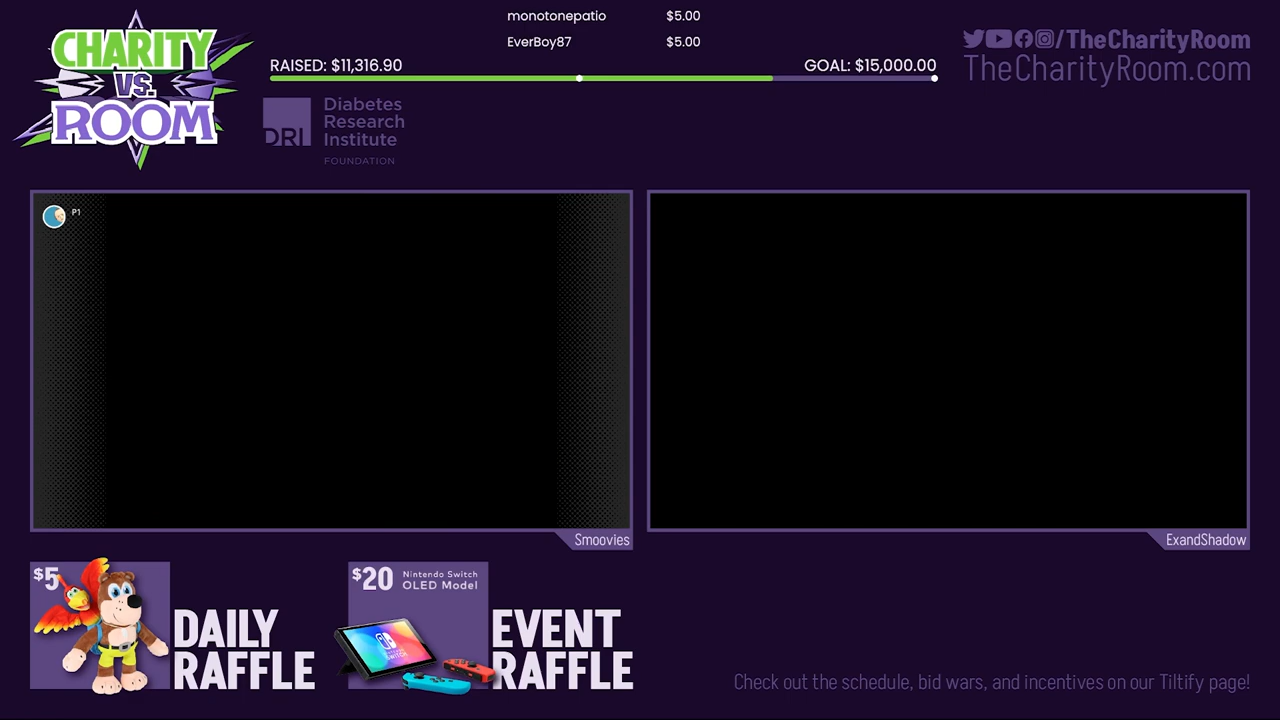 CHARITY
VS.
ROOM
monotonepatio $5.00
EverBoy87 $5.00
RAISED: $11,316.90
GOAL: $15,000.00
/TheCharityRoom
TheCharityRoom.com
DRI
Diabetes
Research
Institute
FOUNDATION
P1
Smoovies
ExandShadow
$5
DAILY
RAFFLE
$20
Nintendo Switch
OLED Model
EVENT
RAFFLE
Check out the schedule, bid wars, and incentives on our Tiltify page!